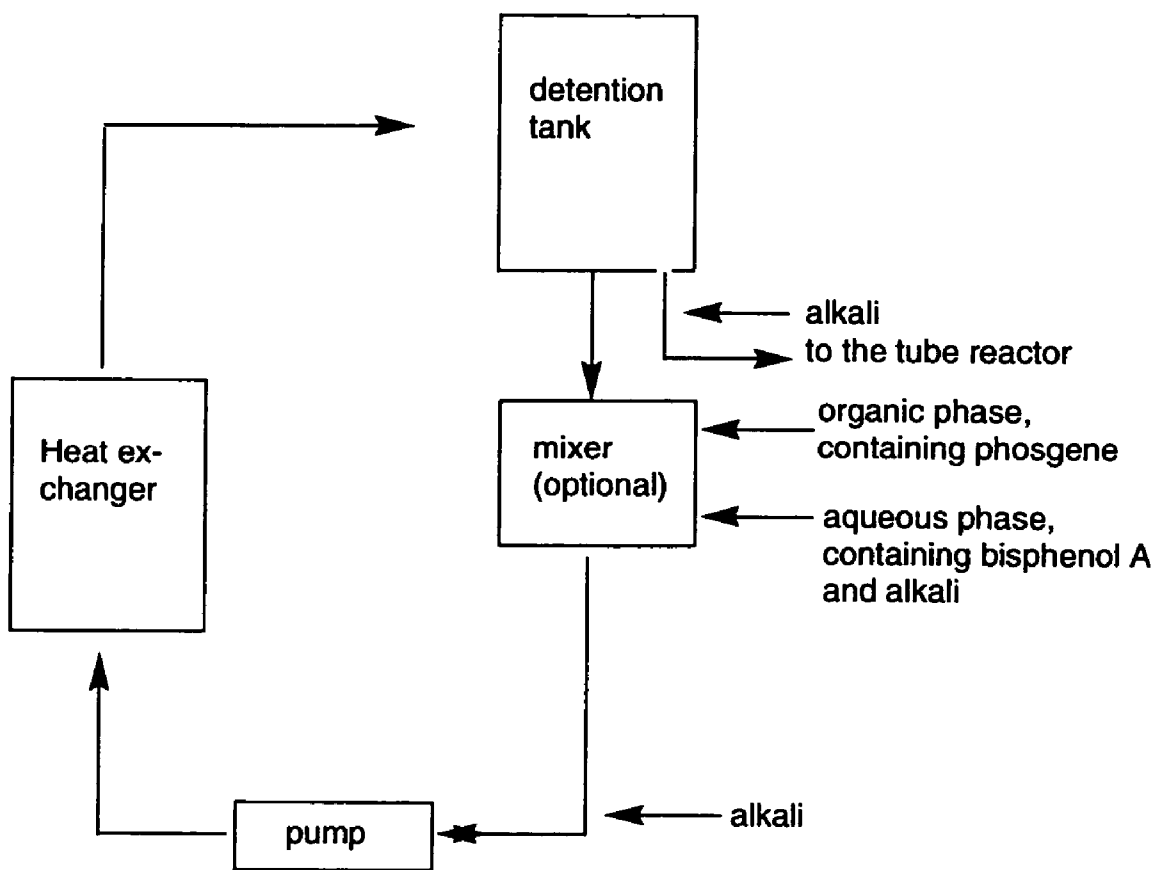 detention
tank
alkali
to the tube reactor
organic phase,
containing phosgene
Heat ex-
changer
mixer
(optional)
aqueous phase,
containing bisphenol A
and alkali
alkali
pump